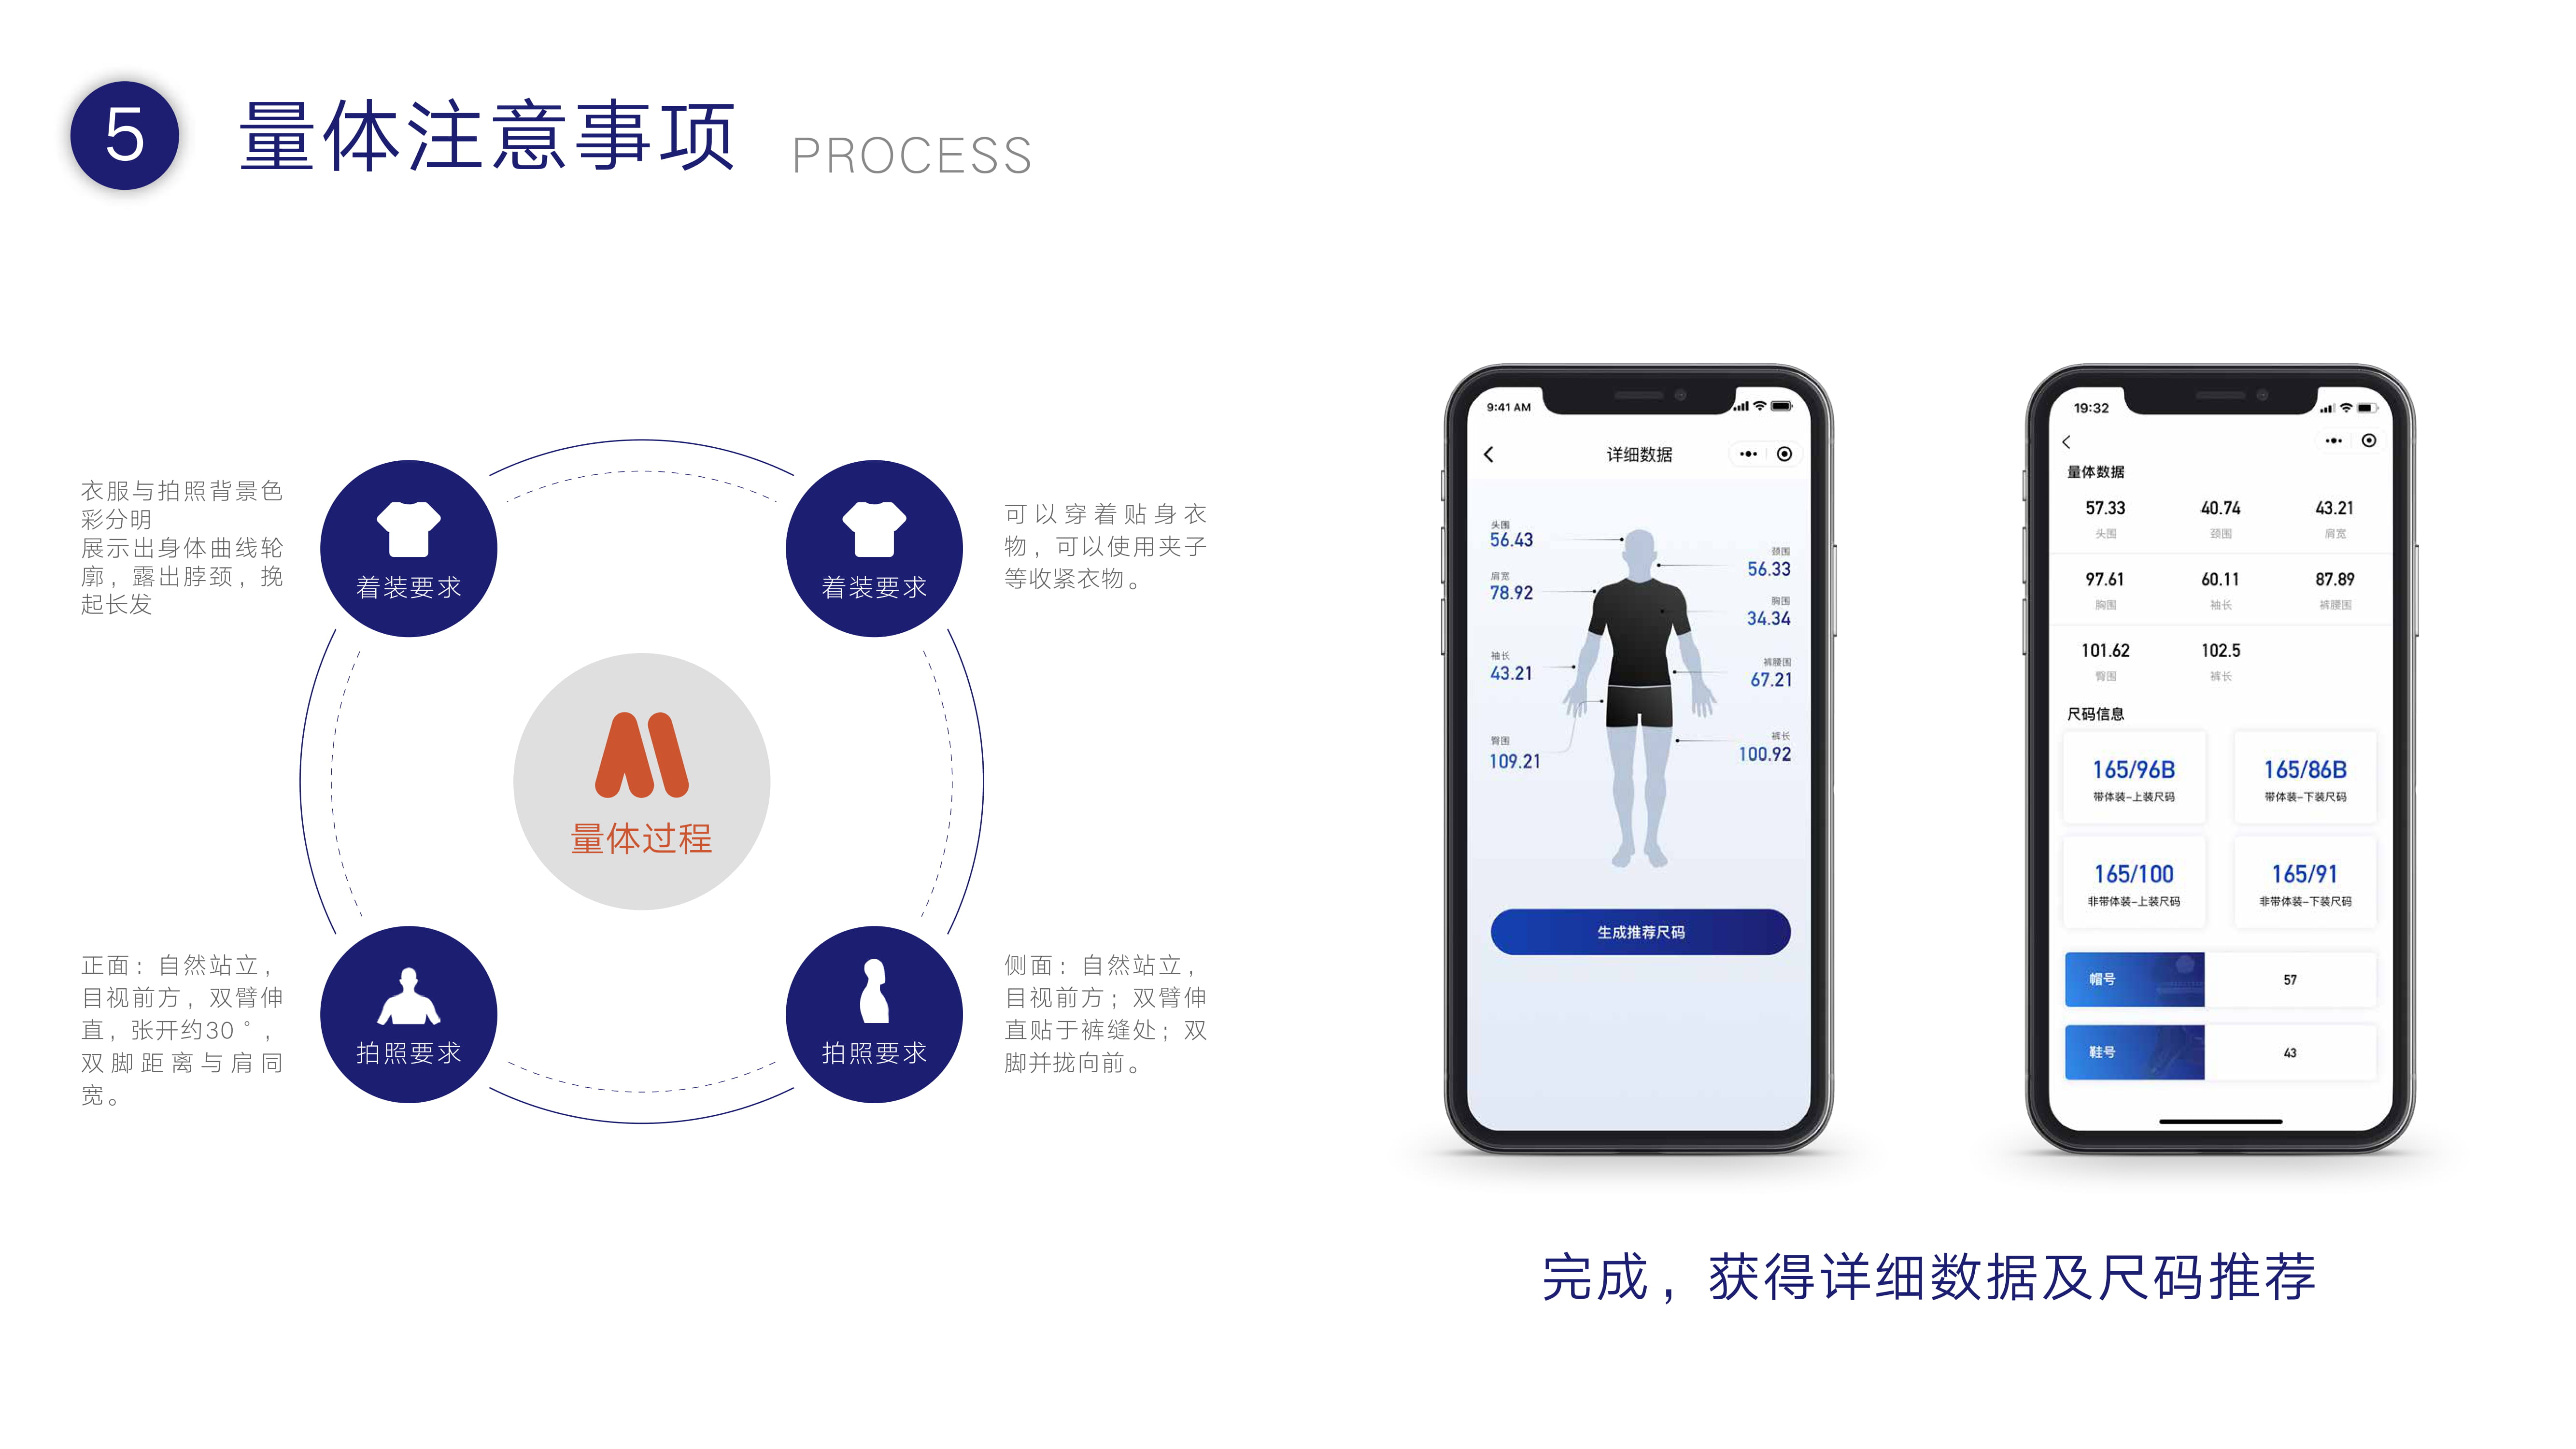 5
量体注意事项 PROCESS
衣服与拍照背景色
彩分明
展示出身体曲线轮
廓，露出脖颈，挽
起长发
着装要求
着装要求
可以穿着贴身衣
物，可以使用夹子
等收紧衣物。
量体过程
正面：自然站立，
目视前方，双臂伸
直，张开约30°，
双脚距离与肩同
宽。
拍照要求
拍照要求
侧面：自然站立，
目视前方；双臂伸
直贴于裤缝处；双
脚并拢向前。
9:41 AM
详细数据
头围
56.43
颈围
56.33
肩宽
78.92
胸围
34.34
袖长
43.21
裤腰围
67.21
臀围
109.21
裤长
100.92
生成推荐尺码
19:32
量体数据
57.33 40.74 43.21
头围 颈围 肩宽
97.61 60.11 87.89
胸围 袖长 裤腰围
101.62 102.5
臀围 裤长
尺码信息
165/96B 165/86B
带体装–上装尺码 带体装–下装尺码
165/100 165/91
非带体装–上装尺码 非带体装–下装尺码
帽号 57
鞋号 43
完成，获得详细数据及尺码推荐